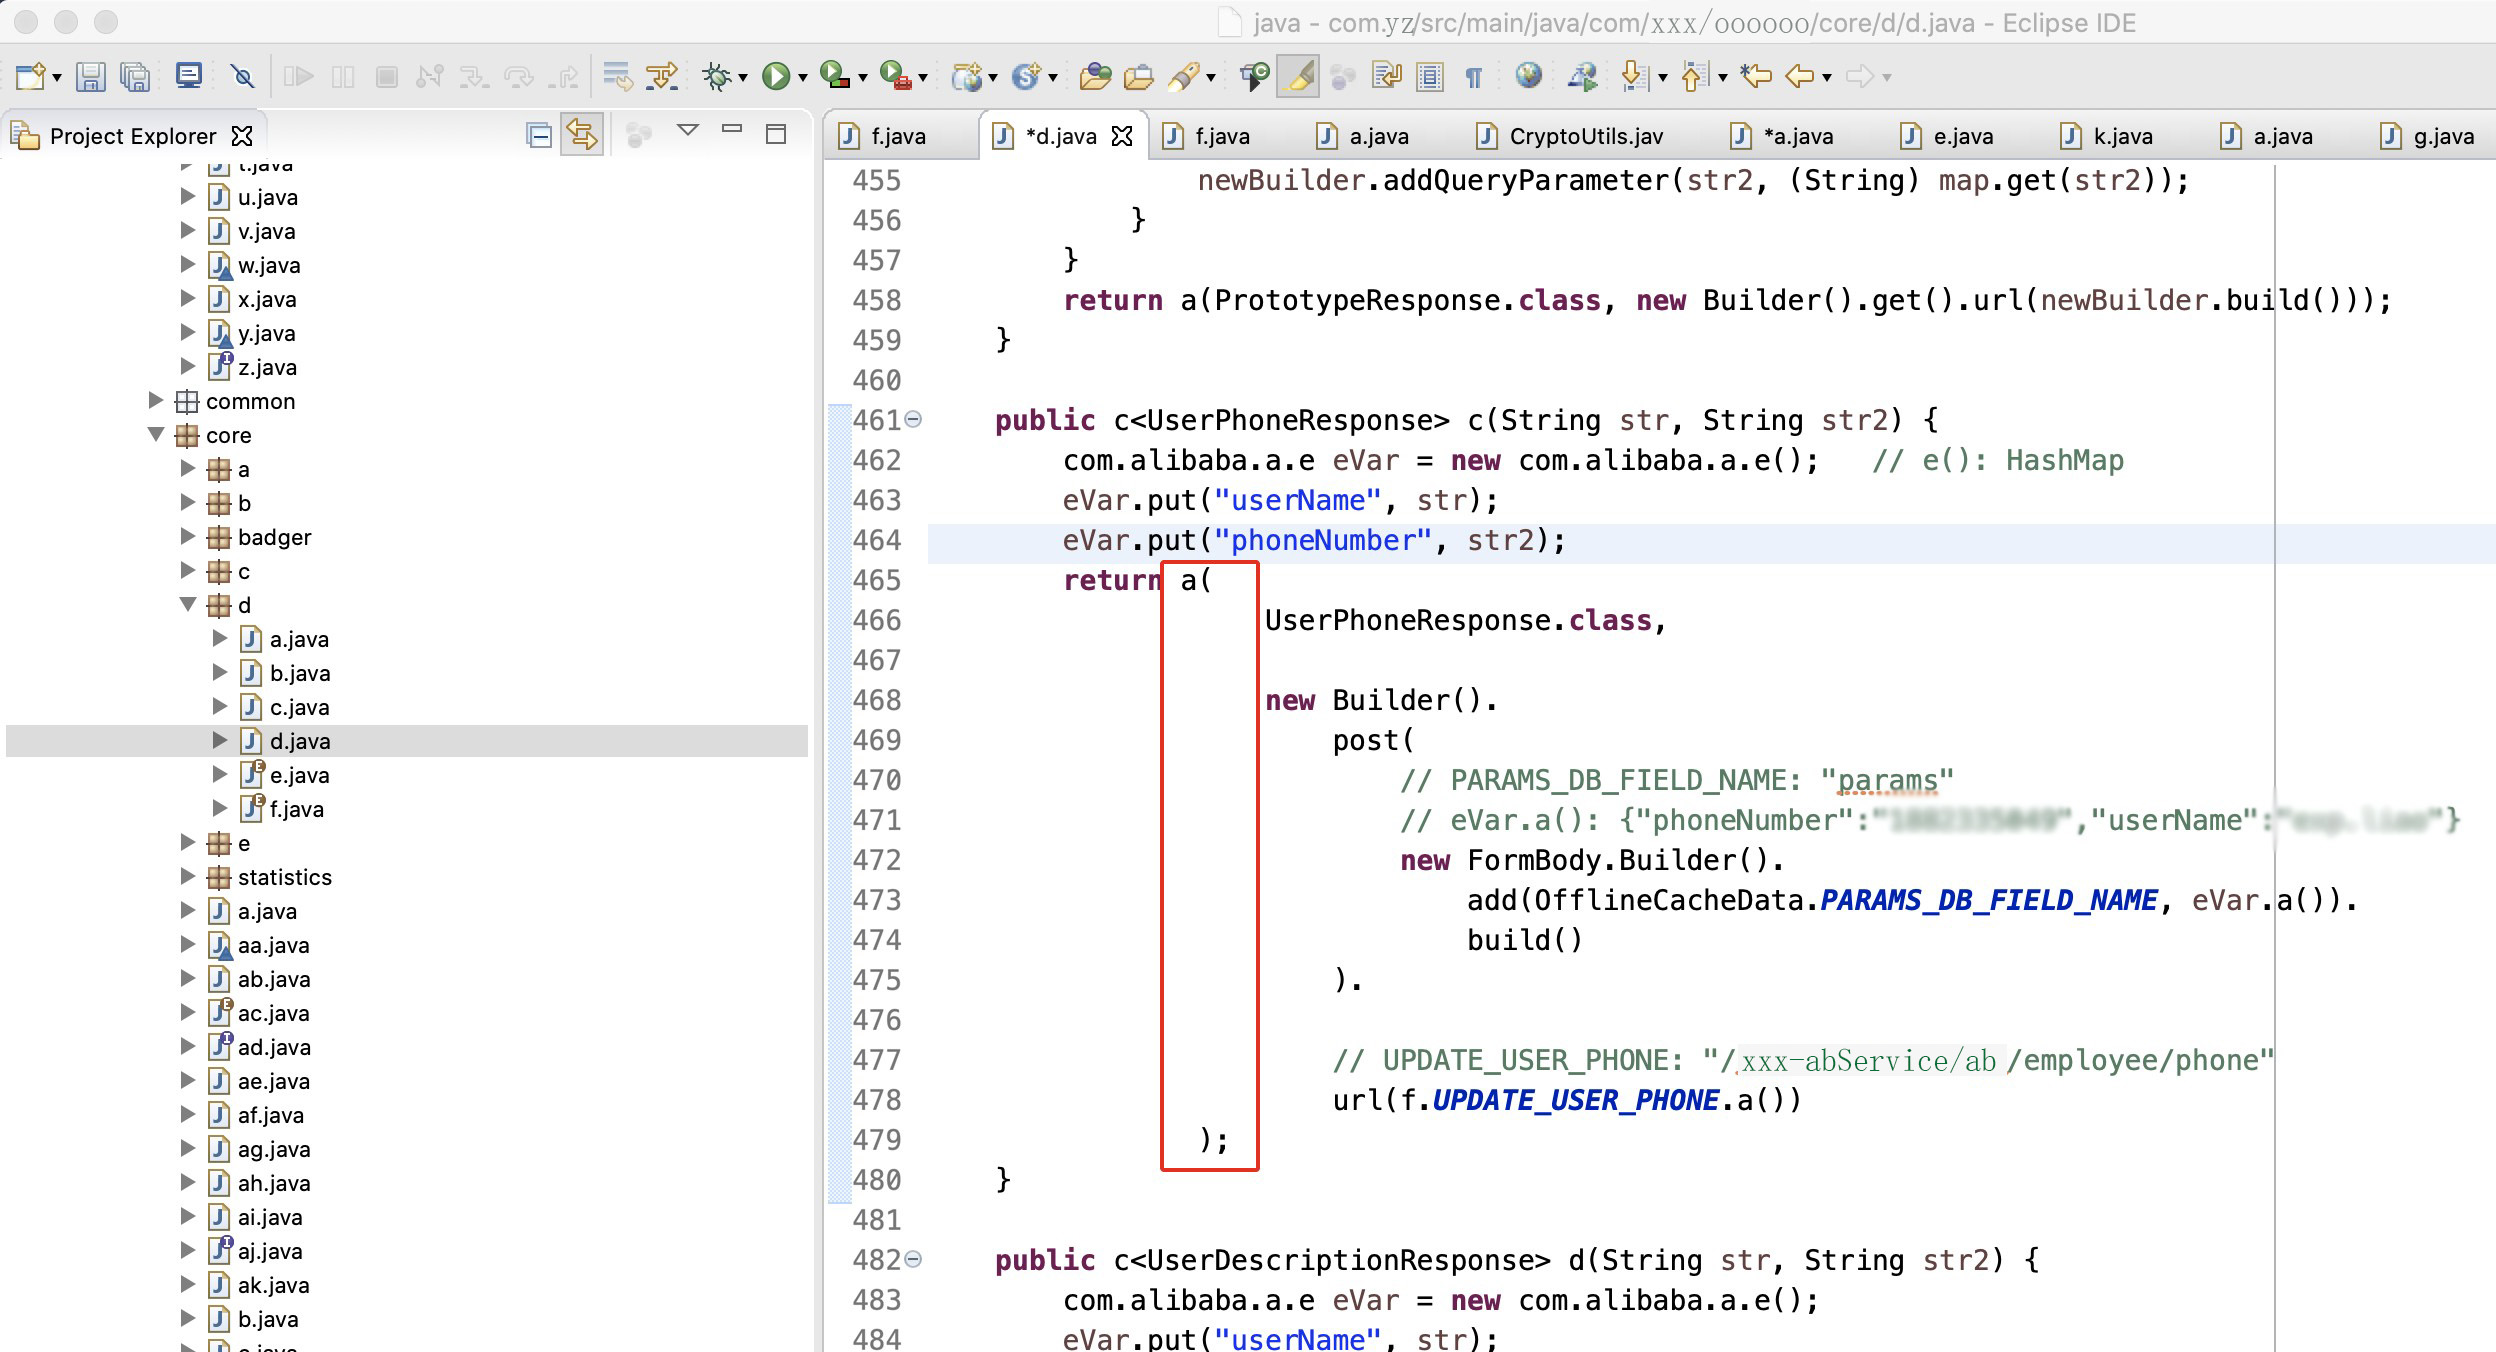 java - com.yz/src/main/java/com/xxx/oooooo/core/d/d.java - Eclipse IDE
Project Explorer
t.java
u.java
v.java
w.java
x.java
y.java
z.java
common
core
a
b
badger
c
d
a.java
b.java
c.java
d.java
e.java
f.java
e
statistics
a.java
aa.java
ab.java
ac.java
ad.java
ae.java
af.java
ag.java
ah.java
ai.java
aj.java
ak.java
b.java
f.java *d.java f.java a.java CryptoUtils.jav *a.java e.java k.java a.java g.java
455 newBuilder.addQueryParameter(str2, (String) map.get(str2));
456 }
457 }
458 return a(PrototypeResponse.class, new Builder().get().url(newBuilder.build()));
459 }
460
461 public c<UserPhoneResponse> c(String str, String str2) {
462 com.alibaba.a.e eVar = new com.alibaba.a.e(); // e(): HashMap
463 eVar.put("userName", str);
464 eVar.put("phoneNumber", str2);
465 return a(
466 UserPhoneResponse.class,
467
468 new Builder().
469 post(
470 // PARAMS_DB_FIELD_NAME: "params"
471 // eVar.a(): {"phoneNumber":"","userName":""}
472 new FormBody.Builder().
473 add(OfflineCacheData.PARAMS_DB_FIELD_NAME, eVar.a()).
474 build()
475 ).
476
477 // UPDATE_USER_PHONE: "/xxx-abService/ab /employee/phone"
478 url(f.UPDATE_USER_PHONE.a())
479 );
480 }
481
482 public c<UserDescriptionResponse> d(String str, String str2) {
483 com.alibaba.a.e eVar = new com.alibaba.a.e();
484 eVar.put("userName", str);